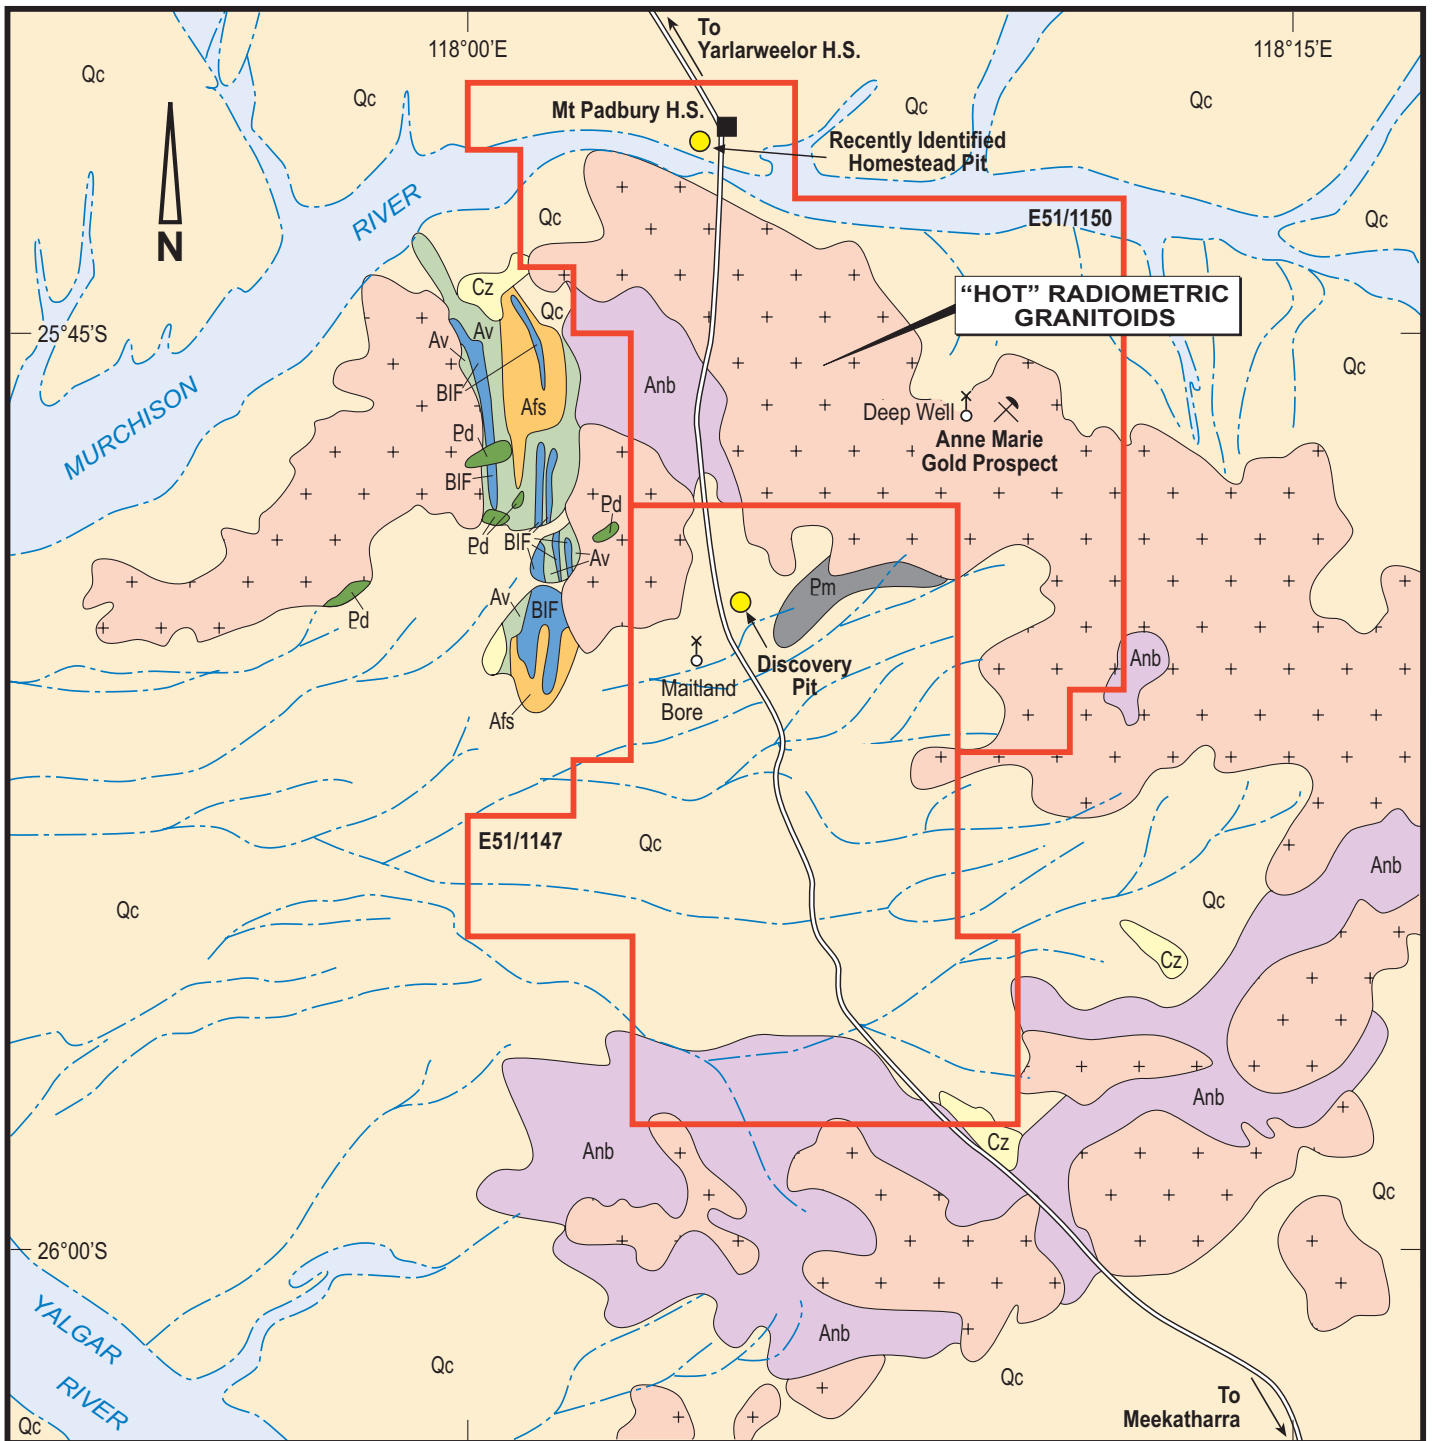 To
Yarlarweelor H.S.
118°00'E
118°15'E
Qc
Qc
Qc
Qc
Mt Padbury H.S.
Recently Identified
Homestead Pit
RIVER
Qc
E51/1150
Qc
N
Cz
Qc
"HOT" RADIOMETRIC
GRANITOIDS
25°45'S
Av
Av
Qc
BIF
Anb
MURCHISON
Afs
Deep Well
Pd
Anne Marie
Gold Prospect
BIF
Pd
Pd
BIF
Av
Pm
Av
BIF
Pd
Anb
Discovery
Pit
Maitland
Bore
Afs
E51/1147
Qc
Anb
Qc
Qc
Cz
Anb
Cz
Anb
Qc
26°00'S
YALGAR
RIVER
Anb
Qc
Qc
To
Meekatharra
Qc